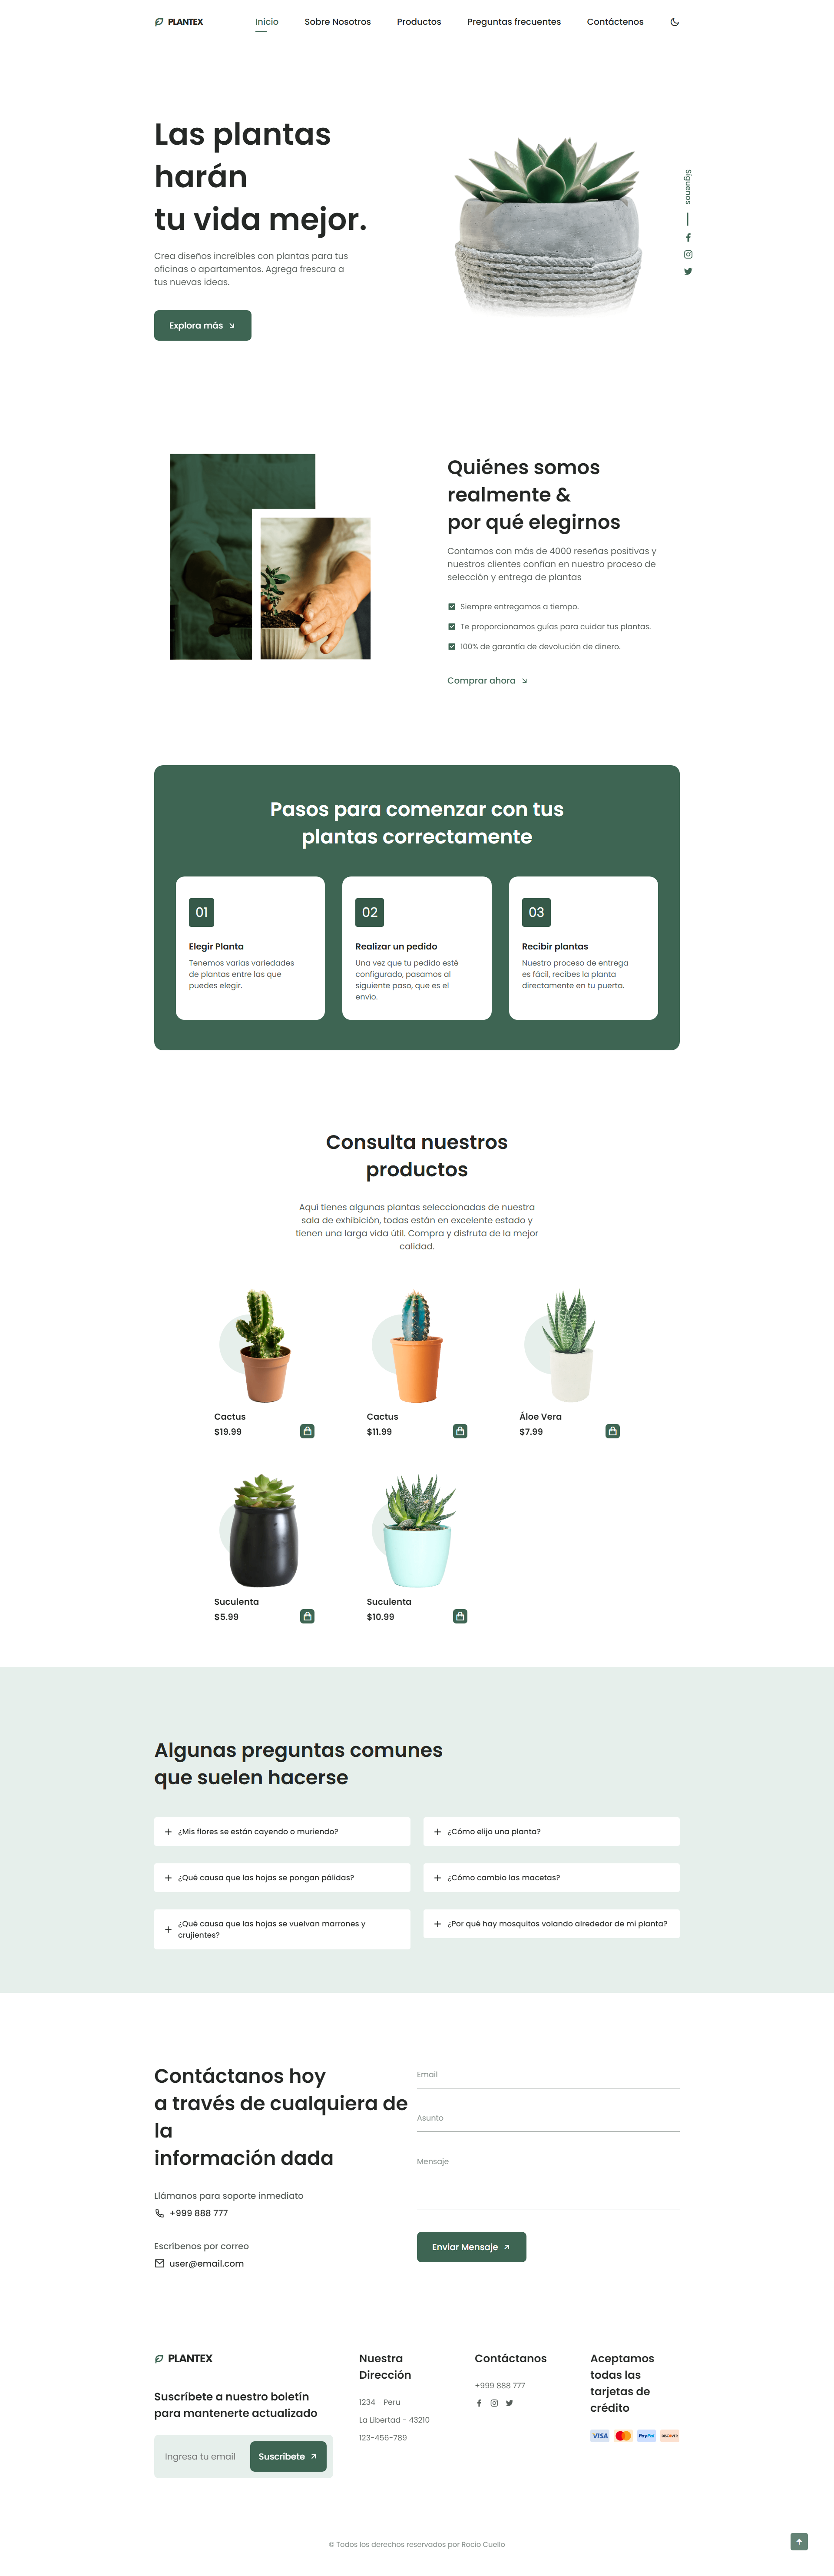 PLANTEX
Inicio
Sobre Nosotros
Productos
Preguntas frecuentes
Contáctenos
Las plantas
harán
tu vida mejor.
Crea diseños increíbles con plantas para tus
oficinas o apartamentos. Agrega frescura a
tus nuevas ideas.
Explora más
Síguenos
Quiénes somos
realmente &
por qué elegirnos
Contamos con más de 4000 reseñas positivas y
nuestros clientes confían en nuestro proceso de
selección y entrega de plantas
Siempre entregamos a tiempo.
Te proporcionamos guías para cuidar tus plantas.
100% de garantía de devolución de dinero.
Comprar ahora
Pasos para comenzar con tus
plantas correctamente
01
Elegir Planta
Tenemos varias variedades
de plantas entre las que
puedes elegir.
02
Realizar un pedido
Una vez que tu pedido esté
configurado, pasamos al
siguiente paso, que es el
envío.
03
Recibir plantas
Nuestro proceso de entrega
es fácil, recibes la planta
directamente en tu puerta.
Consulta nuestros
productos
Aquí tienes algunas plantas seleccionadas de nuestra
sala de exhibición, todas están en excelente estado y
tienen una larga vida útil. Compra y disfruta de la mejor
calidad.
Cactus
$19.99
Cactus
$11.99
Áloe Vera
$7.99
Suculenta
$5.99
Suculenta
$10.99
Algunas preguntas comunes
que suelen hacerse
¿Mis flores se están cayendo o muriendo?
¿Cómo elijo una planta?
¿Qué causa que las hojas se pongan pálidas?
¿Cómo cambio las macetas?
¿Qué causa que las hojas se vuelvan marrones y
crujientes?
¿Por qué hay mosquitos volando alrededor de mi planta?
Contáctanos hoy
a través de cualquiera de
la
información dada
Llámanos para soporte inmediato
+999 888 777
Escríbenos por correo
user@email.com
Email
Asunto
Mensaje
Enviar Mensaje
PLANTEX
Suscríbete a nuestro boletín
para mantenerte actualizado
Ingresa tu email
Suscríbete
Nuestra
Dirección
1234 - Peru
La Libertad - 43210
123-456-789
Contáctanos
+999 888 777
Aceptamos
todas las
tarjetas de
crédito
VISA
PayPal
DISCOVER
© Todos los derechos reservados por Rocio Cuello